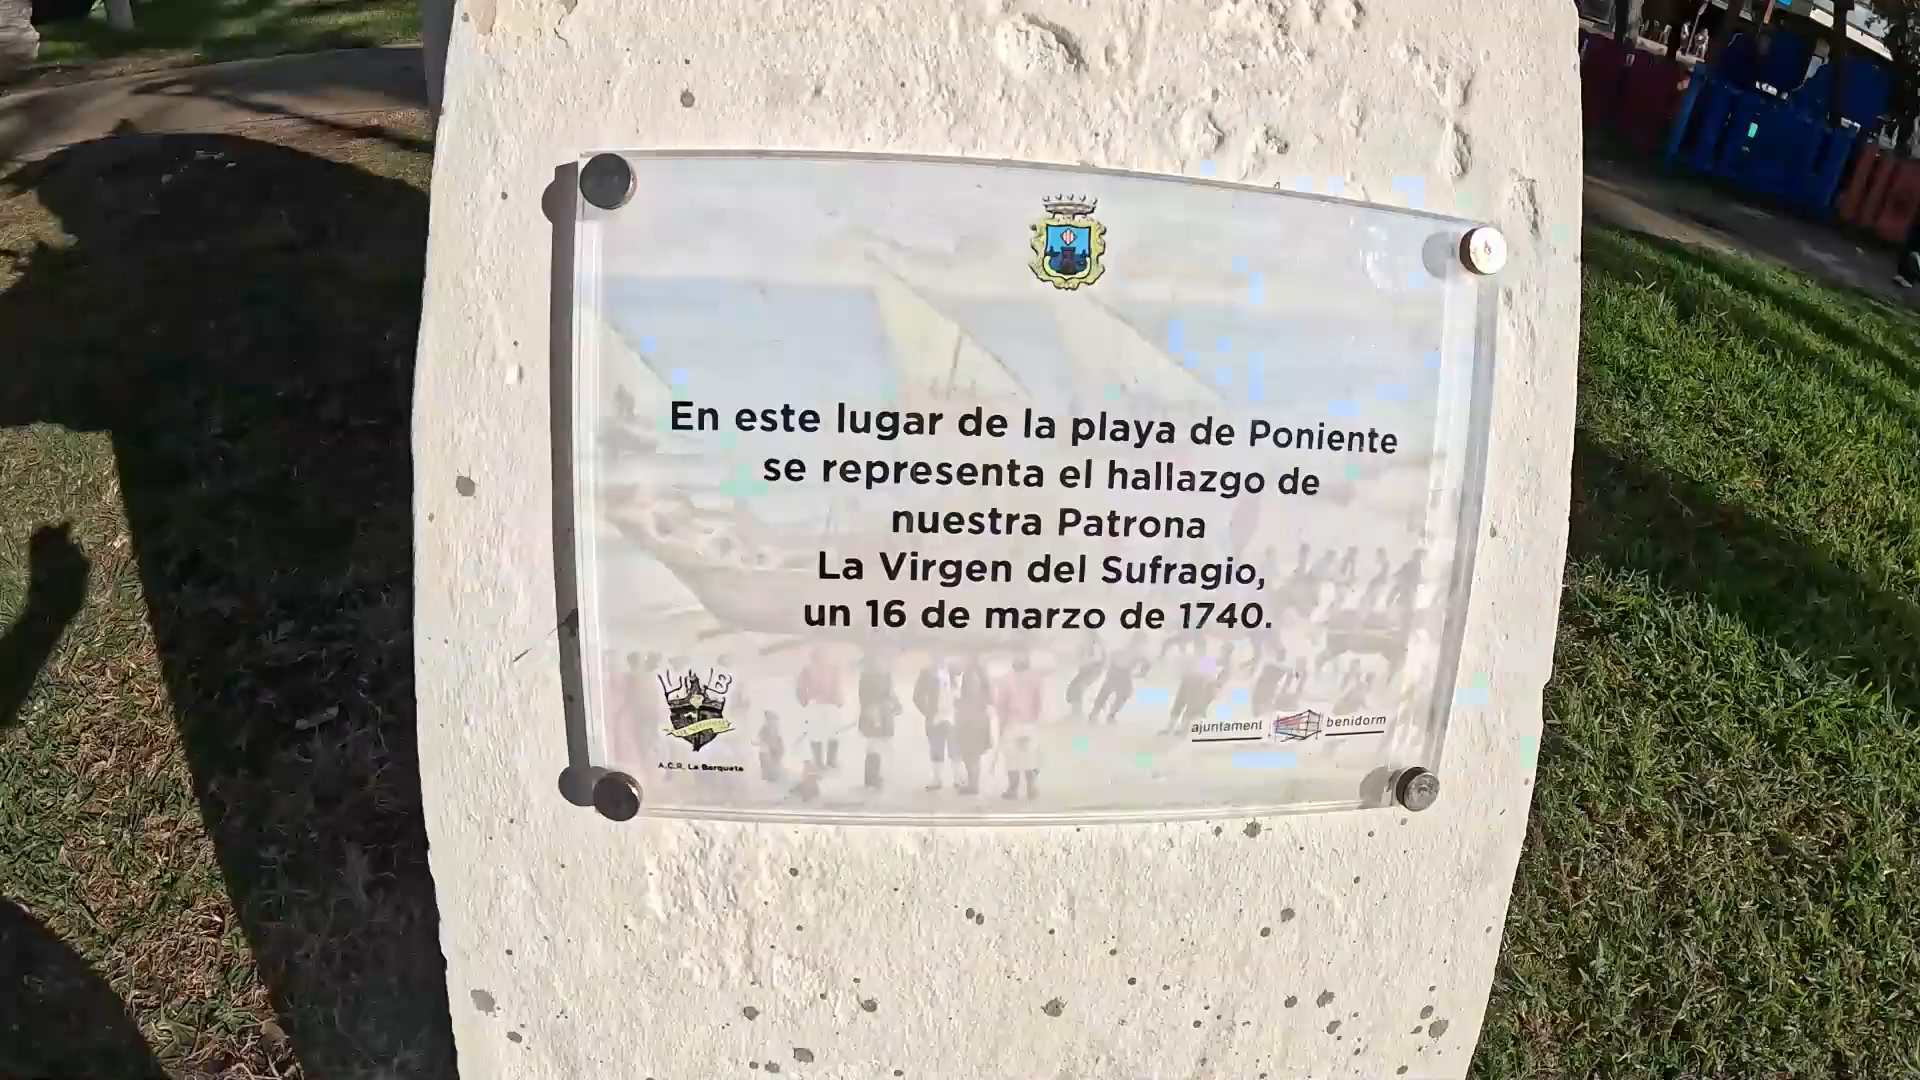 En este lugar de la playa de Poniente
se representa el hallazgo de
nuestra Patrona
La Virgen del Sufragio,
un 16 de marzo de 1740.
L B
A.C.R. La Barqueta
ajuntament benidorm